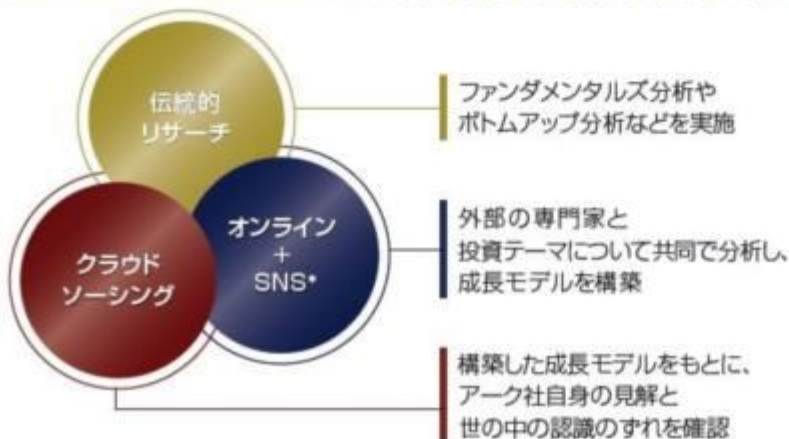 伝統的
リサーチ
ファンダメンタルズ分析や
ボトムアップ分析などを実施
オンライン
+
SNS*
外部の専門家と
投資テーマについて共同で分析し、
成長モデルを構築
クラウド
ソーシング
構築した成長モデルをもとに、
アーク社自身の見解と
世の中の認識のずれを確認